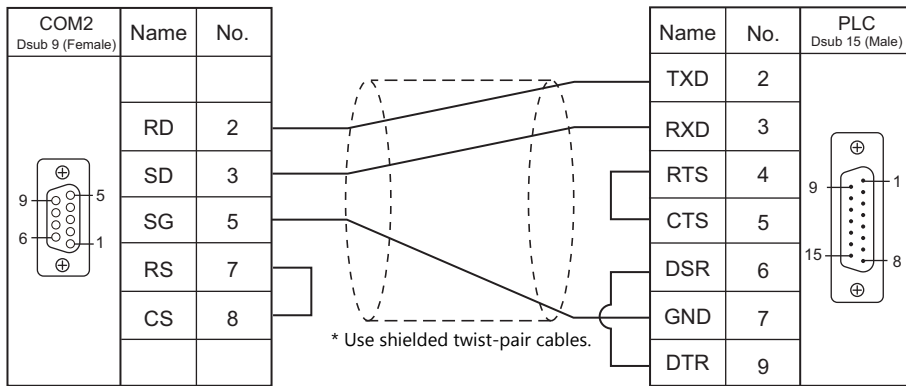 COM2
Dsub 9 (Female)
Name No.
RD 2
SD 3
SG 5
RS 7
CS 8
9
5
6
1
* Use shielded twist-pair cables.
Name No.
PLC
Dsub 15 (Male)
TXD 2
RXD 3
RTS 4
CTS 5
DSR 6
GND 7
DTR 9
9
1
15
8